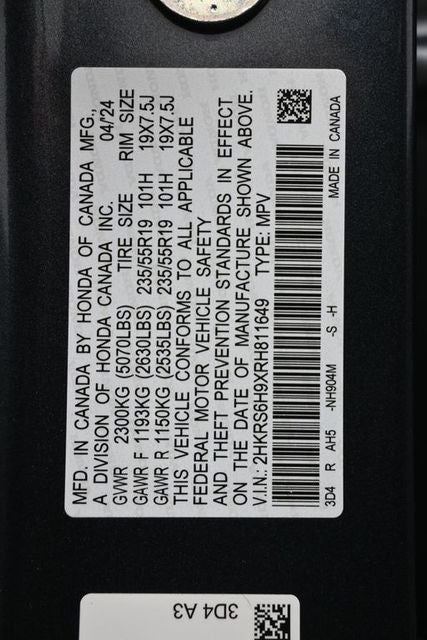 MFD. IN CANADA BY HONDA OF CANADA MFG.,
A DIVISION OF HONDA CANADA INC. 04/'24
GVWR 2300KG (5070LBS) TIRE SIZE RIM SIZE
GAWR F 1193KG (2630LBS) 235/55R19 101H 19X7.5J
GAWR R 1150KG (2535LBS) 235/55R19 101H 19X7.5J
THIS VEHICLE CONFORMS TO ALL APPLICABLE
FEDERAL MOTOR VEHICLE SAFETY
AND THEFT PREVENTION STANDARDS IN EFFECT
ON THE DATE OF MANUFACTURE SHOWN ABOVE.
V.I.N.: 2HKRS6H9XRH811649 TYPE: MPV
3D4 R AH5 -NH904M -S -H MADE IN CANADA
3D4 A3